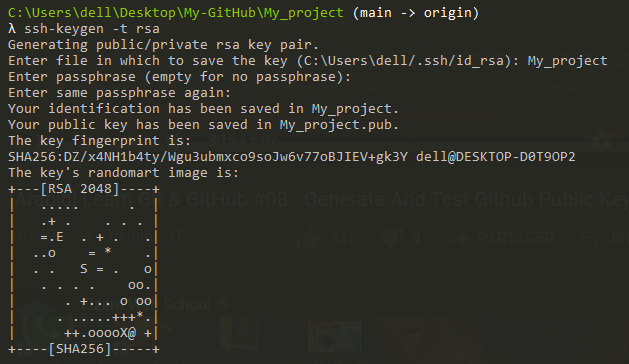 C:\Users\dell\Desktop\My-GitHub\My_project (main -> origin)
λ ssh-keygen -t rsa
Generating public/private rsa key pair.
Enter file in which to save the key (C:\Users\dell/.ssh/id_rsa): My_project
Enter passphrase (empty for no passphrase):
Enter same passphrase again:
Your identification has been saved in My_project.
Your public key has been saved in My_project.pub.
The key fingerprint is:
SHA256:DZ/x4NH1b4ty/Wgu3ubmxco9soJw6v77oBJIEV+gk3Y dell@DESKTOP-D0T9OP2
The key's randomart image is:
+---[RSA 2048]----+
|   .....      .  |
|   .+ .    . . . |
|   =.E  . + .   .|
|  ..o    = *    .|
|  . .   S = .   o|
|   . . . .    oo.|
|      . +... o oo|
|     . .....+++*.|
|      ++.ooooX@ +|
+----[SHA256]-----+
Learn Git & GitHub #08 - Generate And Test Github Public Key
341
4
PARTAGER
School